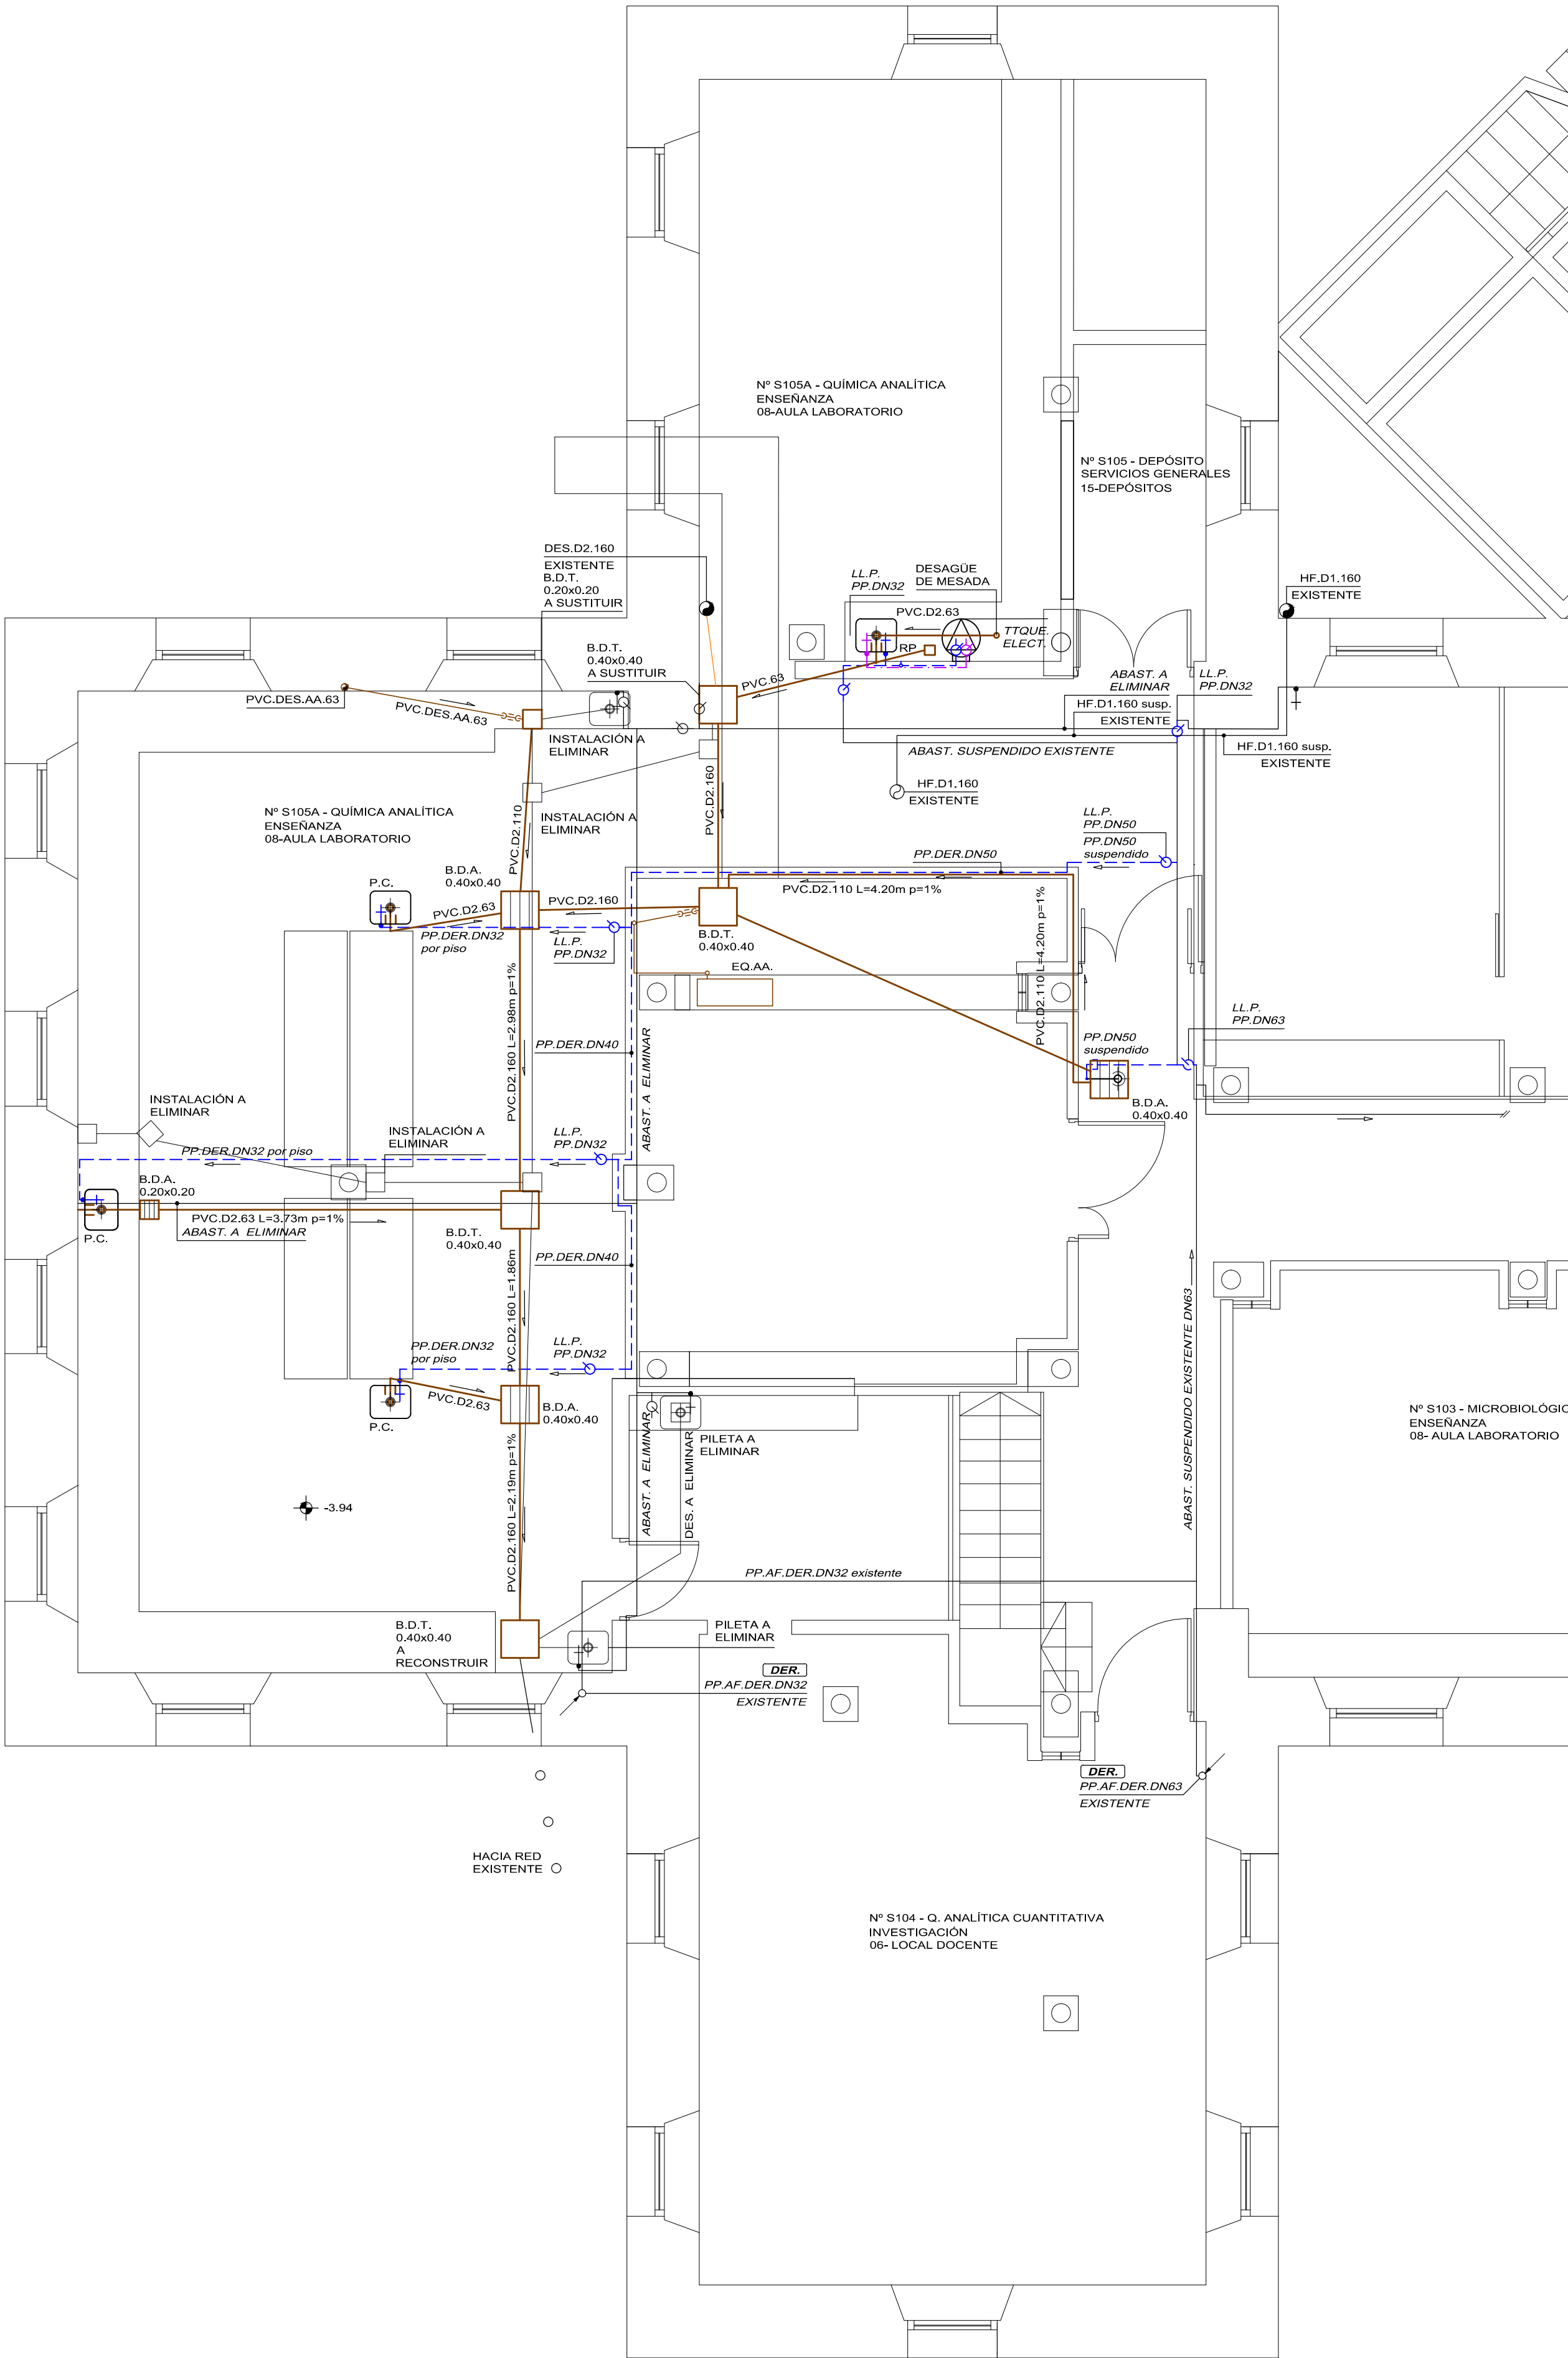 Nº S105A - QUÍMICA ANALÍTICA
ENSEÑANZA
08-AULA LABORATORIO
Nº S105 - DEPÓSITO
SERVICIOS GENERALES
15-DEPÓSITOS
DES.D2.160
EXISTENTE
B.D.T.
0.20x0.20
A SUSTITUIR
LL.P.
PP.DN32
DESAGÜE
DE MESADA
HF.D1.160
EXISTENTE
PVC.D2.63
TTQUE.
ELECT.
RP
B.D.T.
0.40x0.40
A SUSTITUIR
PVC.63
PVC.DES.AA.63
PVC.DES.AA.63
ABAST. A
ELIMINAR
LL.P.
PP.DN32
HF.D1.160 susp.
EXISTENTE
INSTALACIÓN A
ELIMINAR
ABAST. SUSPENDIDO EXISTENTE
HF.D1.160 susp.
EXISTENTE
PVC.D2.160
HF.D1.160
EXISTENTE
Nº S105A - QUÍMICA ANALÍTICA
ENSEÑANZA
08-AULA LABORATORIO
PVC.D2.110
INSTALACIÓN A
ELIMINAR
LL.P.
PP.DN50
PP.DN50
suspendido
PP.DER.DN50
B.D.A.
0.40x0.40
P.C.
PVC.D2.110 L=4.20m p=1%
PVC.D2.63
PVC.D2.160
PP.DER.DN32
por piso
LL.P.
PP.DN32
B.D.T.
0.40x0.40
EQ.AA.
PVC.D2.110 L=4.20m p=1%
PVC.D2.160 L=2.98m p=1%
LL.P.
PP.DN63
PP.DER.DN40
ABAST. A ELIMINAR
PP.DN50
suspendido
B.D.A.
0.40x0.40
INSTALACIÓN A
ELIMINAR
INSTALACIÓN A
ELIMINAR
LL.P.
PP.DN32
PP.DER.DN32 por piso
B.D.A.
0.20x0.20
PVC.D2.63 L=3.73m p=1%
ABAST. A ELIMINAR
P.C.
B.D.T.
0.40x0.40
PP.DER.DN40
PVC.D2.160 L=1.86m
ABAST. SUSPENDIDO EXISTENTE DN63
PP.DER.DN32
por piso
LL.P.
PP.DN32
PVC.D2.63
P.C.
B.D.A.
0.40x0.40
Nº S103 - MICROBIOLÓGIC
ENSEÑANZA
08- AULA LABORATORIO
PILETA A
ELIMINAR
ABAST. A ELIMINAR
DES. A ELIMINAR
PVC.D2.160 L=2.19m p=1%
-3.94
PP.AF.DER.DN32 existente
B.D.T.
0.40x0.40
A
RECONSTRUIR
PILETA A
ELIMINAR
DER.
PP.AF.DER.DN32
EXISTENTE
DER.
PP.AF.DER.DN63
EXISTENTE
HACIA RED
EXISTENTE
Nº S104 - Q. ANALÍTICA CUANTITATIVA
INVESTIGACIÓN
06- LOCAL DOCENTE